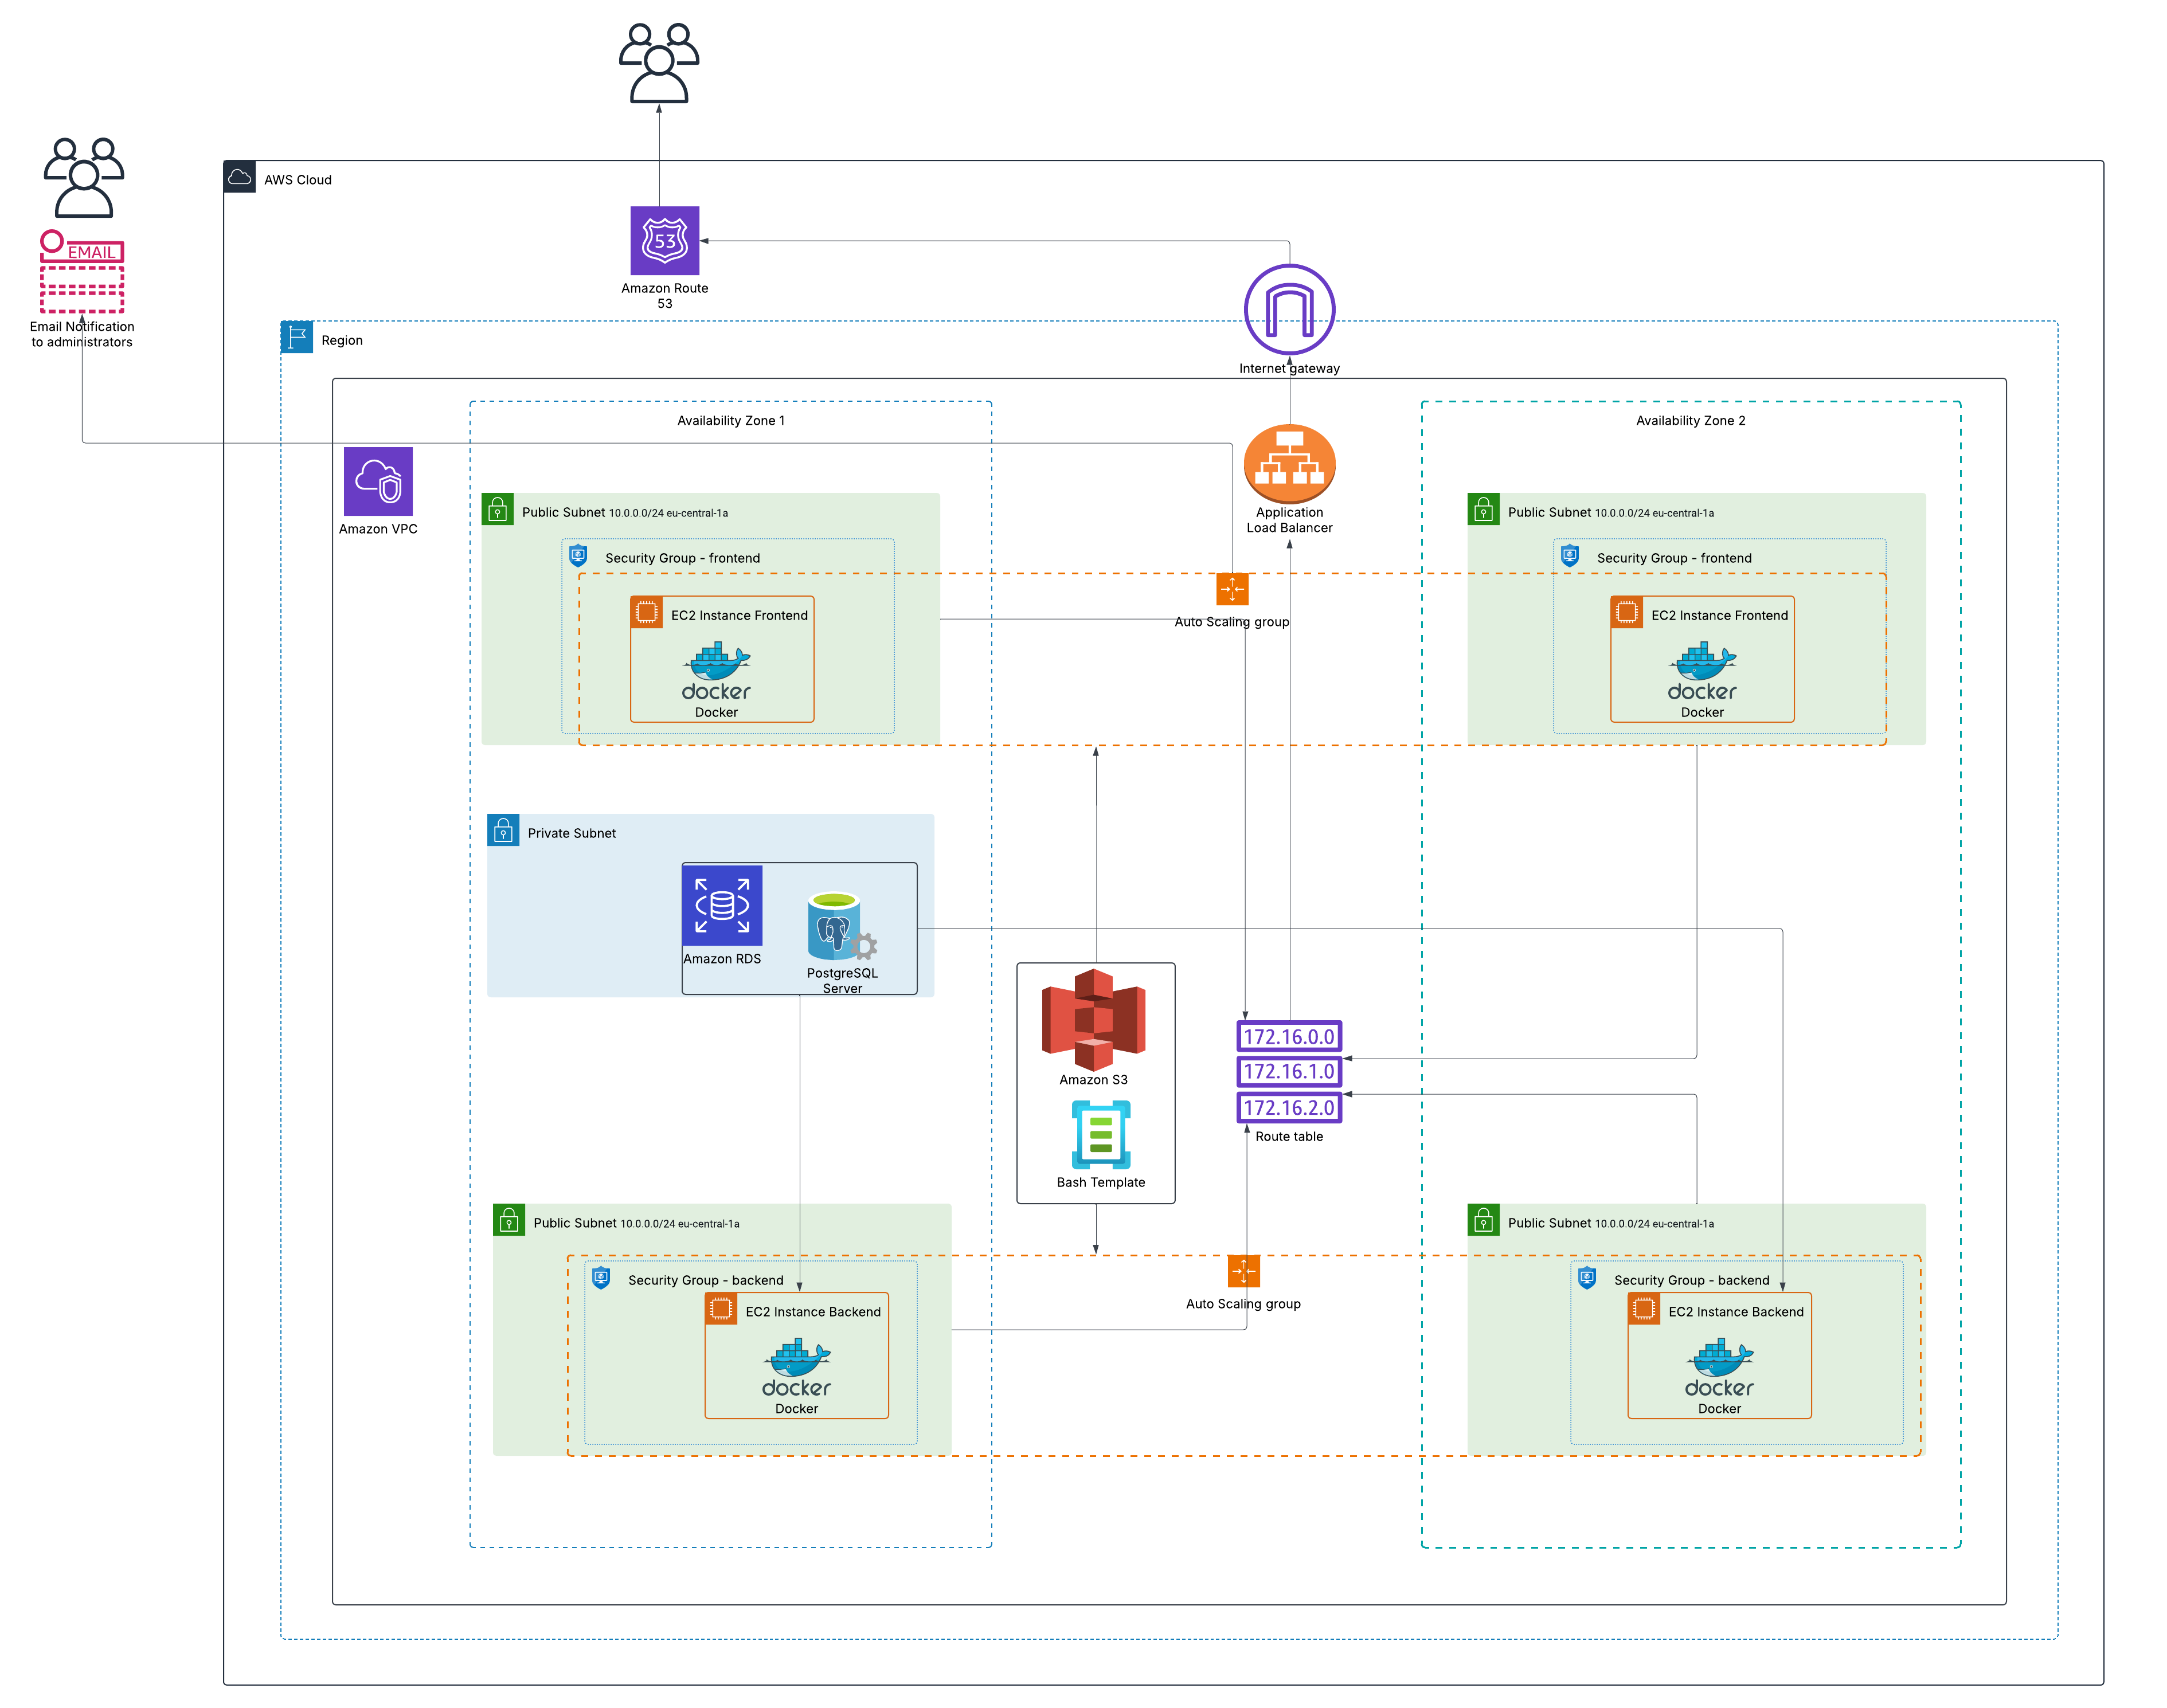 AWS Cloud
53
Amazon Route
53
EMAIL
Email Notification
to administrators
Region
Internet gateway
Availability Zone 1
Availability Zone 2
Amazon VPC
Application
Load Balancer
Public Subnet 10.0.0.0/24 eu-central-1a
Security Group - frontend
EC2 Instance Frontend
docker
Docker
Auto Scaling group
Public Subnet 10.0.0.0/24 eu-central-1a
Security Group - frontend
EC2 Instance Frontend
docker
Docker
Private Subnet
Amazon RDS
PostgreSQL
Server
Amazon S3
Bash Template
172.16.0.0
172.16.1.0
172.16.2.0
Route table
Public Subnet 10.0.0.0/24 eu-central-1a
Security Group - backend
EC2 Instance Backend
docker
Docker
Auto Scaling group
Public Subnet 10.0.0.0/24 eu-central-1a
Security Group - backend
EC2 Instance Backend
docker
Docker